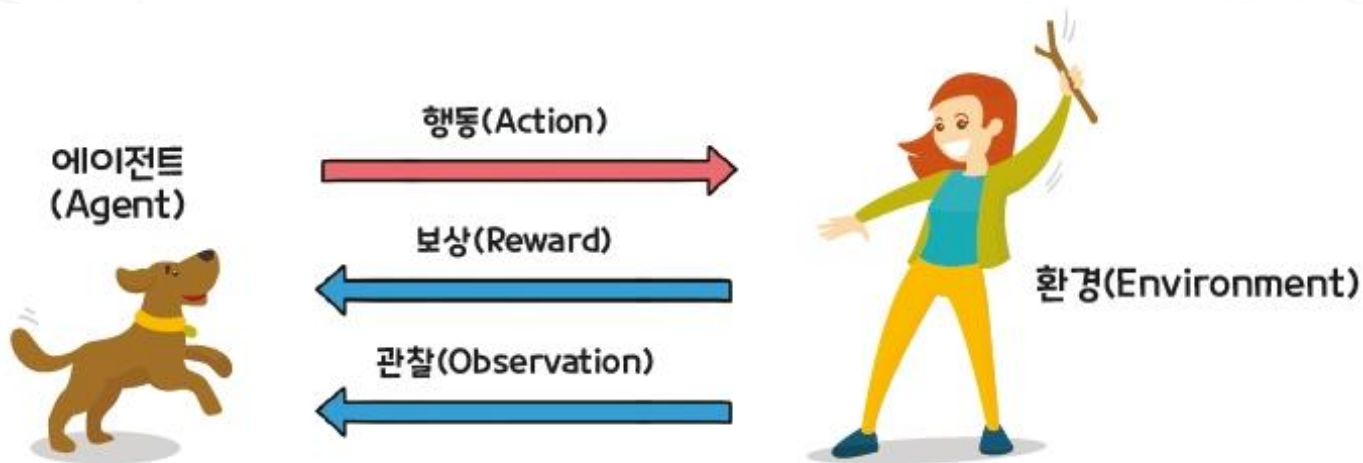 행동(Action)
에이전트
(Agent)
보상(Reward)
환경(Environment)
관찰(Observation)